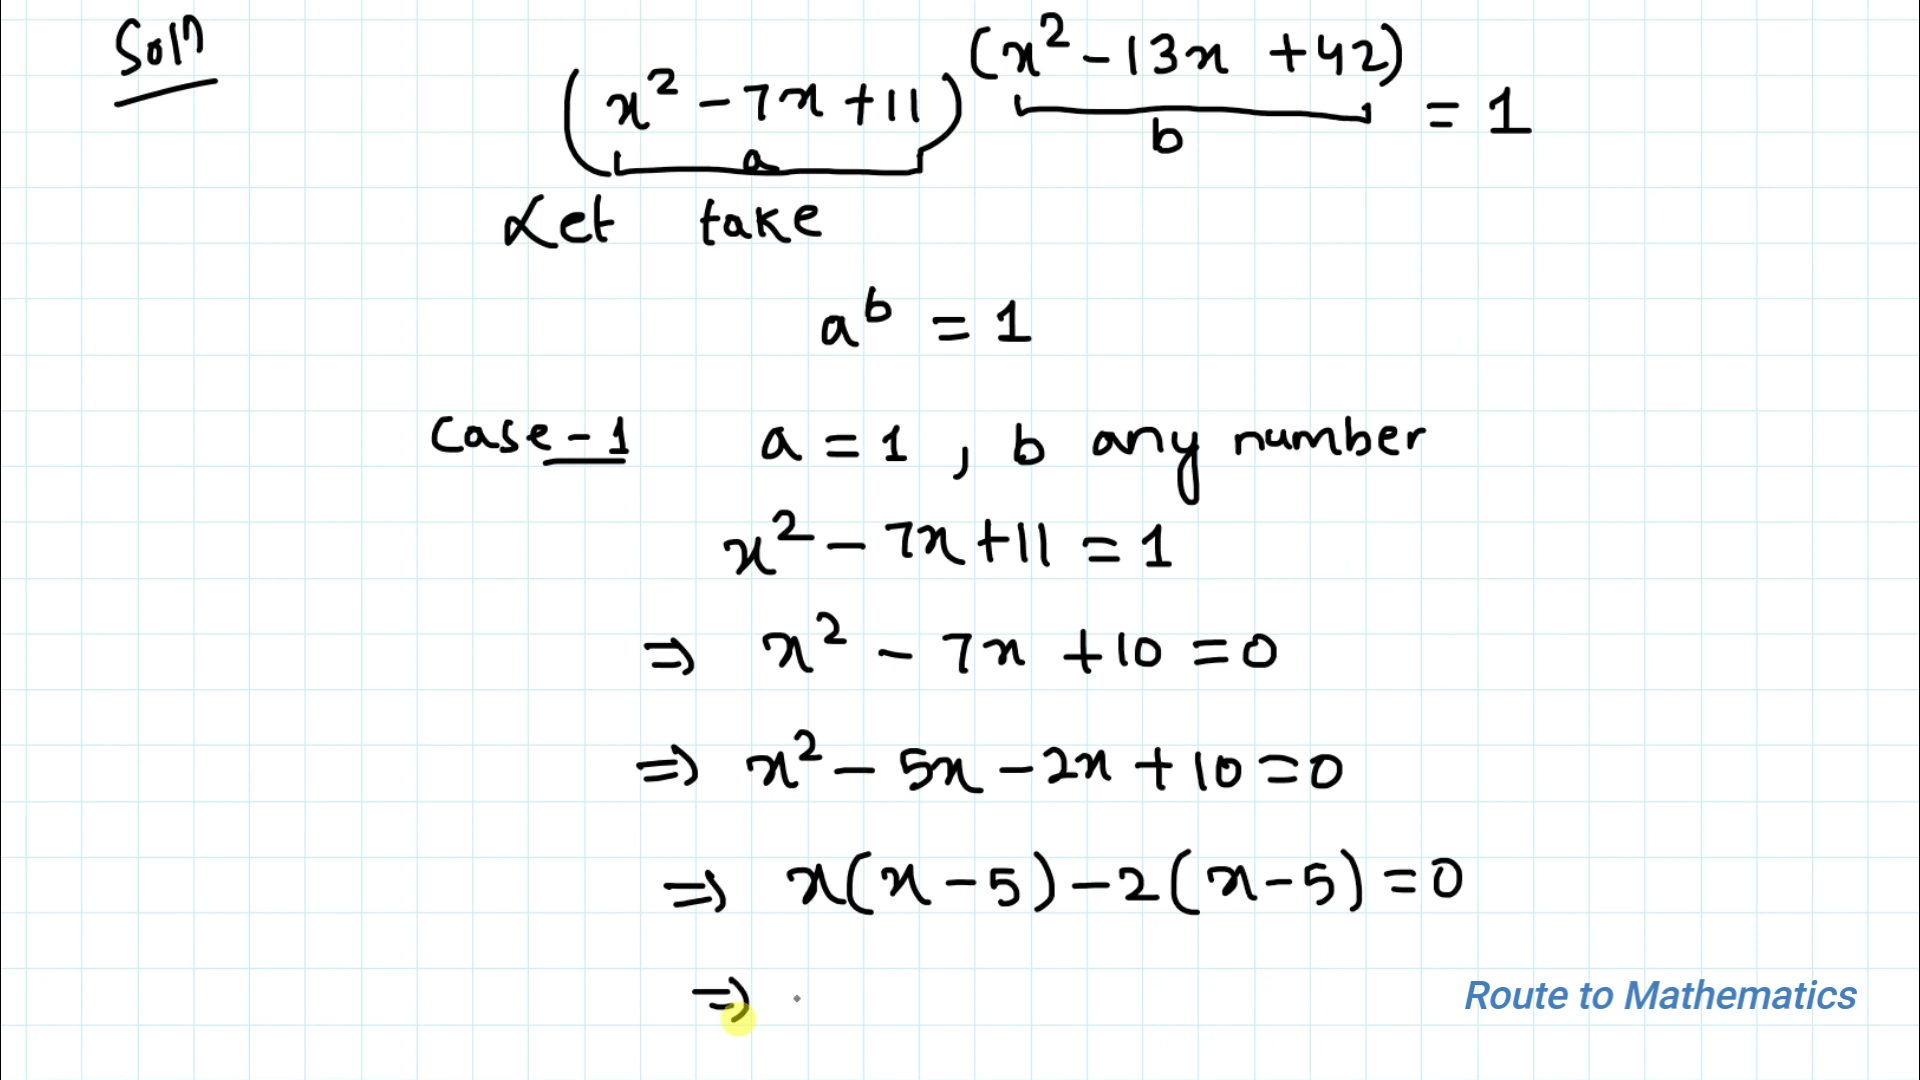 Soln
(x² - 7x + 11)^(x² - 13x + 42) = 1
a b
Let take
a^b = 1
Case - 1 a = 1 , b any number
x² - 7x + 11 = 1
⇒ x² - 7x + 10 = 0
⇒ x² - 5x - 2x + 10 = 0
⇒ x(x - 5) - 2(x - 5) = 0
⇒
Route to Mathematics